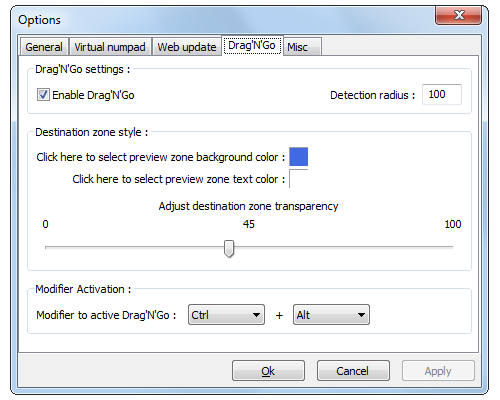 Options
General Virtual numpad Web update Drag'N'Go Misc
Drag'N'Go settings :
Enable Drag'N'Go Detection radius : 100
Destination zone style :
Click here to select preview zone background color :
Click here to select preview zone text color :
Adjust destination zone transparency
0 45 100
Modifier Activation :
Modifier to active Drag'N'Go : Ctrl + Alt
Ok Cancel Apply